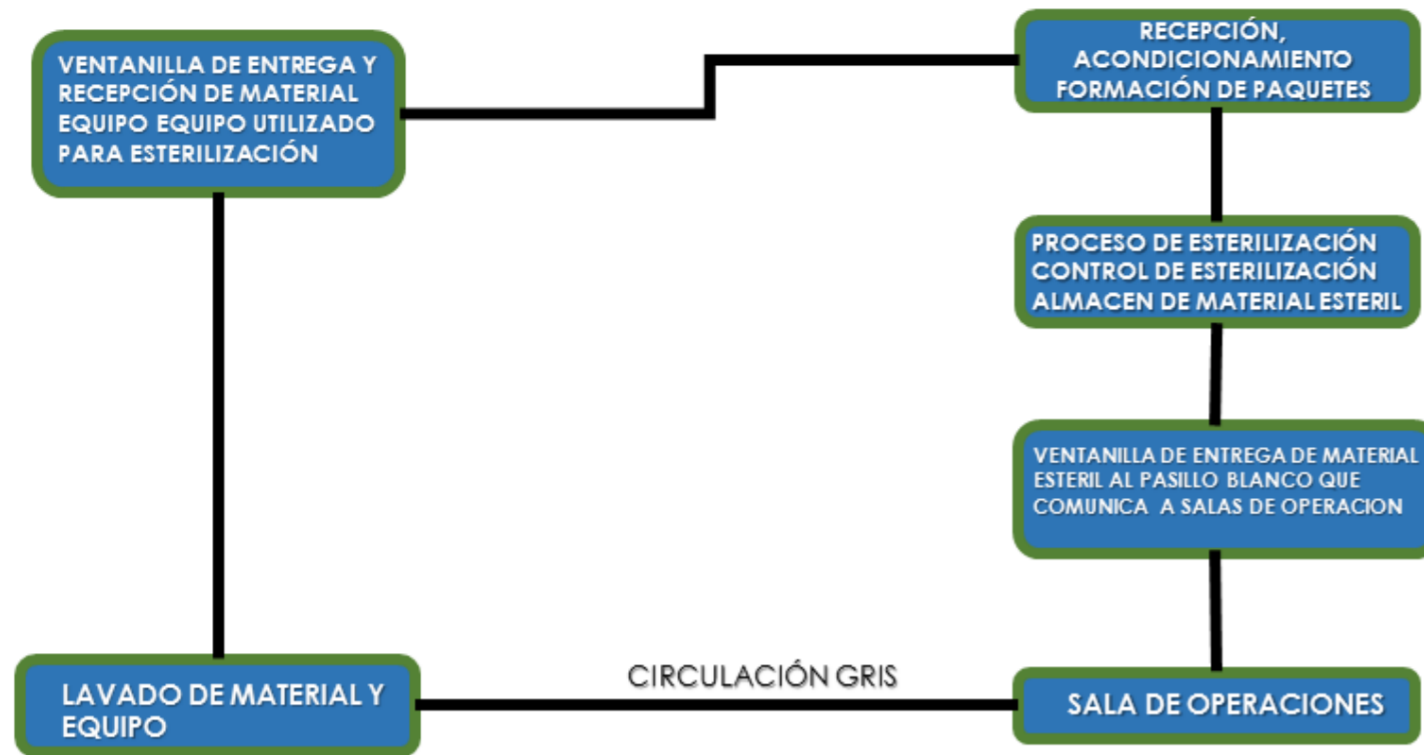 VENTANILLA DE ENTREGA Y
RECEPCIÓN DE MATERIAL
EQUIPO EQUIPO UTILIZADO
PARA ESTERILIZACIÓN
RECEPCIÓN,
ACONDICIONAMIENTO
FORMACIÓN DE PAQUETES
PROCESO DE ESTERILIZACIÓN
CONTROL DE ESTERILIZACIÓN
ALMACEN DE MATERIAL ESTERIL
VENTANILLA DE ENTREGA DE MATERIAL
ESTERIL AL PASILLO BLANCO QUE
COMUNICA A SALAS DE OPERACION
LAVADO DE MATERIAL Y
EQUIPO
CIRCULACIÓN GRIS
SALA DE OPERACIONES